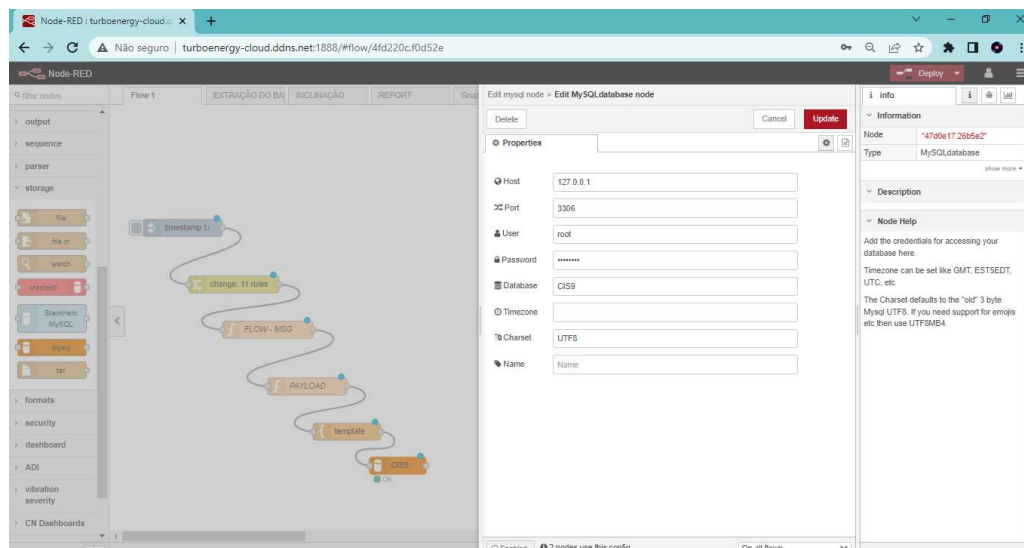 Node-RED : turboenergy-cloud.d
Não seguro turboenergy-cloud.ddns.net:1888/#flow/4fd220c.f0d52e
Node-RED
Deploy
filter nodes
Flow 1
EXTRAÇÃO DO BA
INCLINAÇÃO
REPORT
Grup
output
sequence
parser
storage
file
file in
watch
Stackhero
MySQL
mysql
tail
formats
security
dashboard
ADI
vibration
severity
CN Dashboards
timestamp
change: 11 rules
FLOW - MSG
PAYLOAD
template
CIS9
OK
Edit mysql node > Edit MySQLdatabase node
Delete
Cancel
Update
Properties
Host 127.0.0.1
Port 3306
User root
Password ••••••••
Database CIS9
Timezone
Charset UTF8
Name Name
Enabled
2 nodes use this config
On all flows
i info
i
Information
Node "47d0e17.26b5e2"
Type MySQLdatabase
show more
Description
Node Help
Add the credentials for accessing your
database here.
Timezone can be set like GMT, EST5EDT,
UTC, etc
The Charset defaults to the "old" 3 byte
Mysql UTF8. If you need support for emojis
etc then use UTF8MB4.